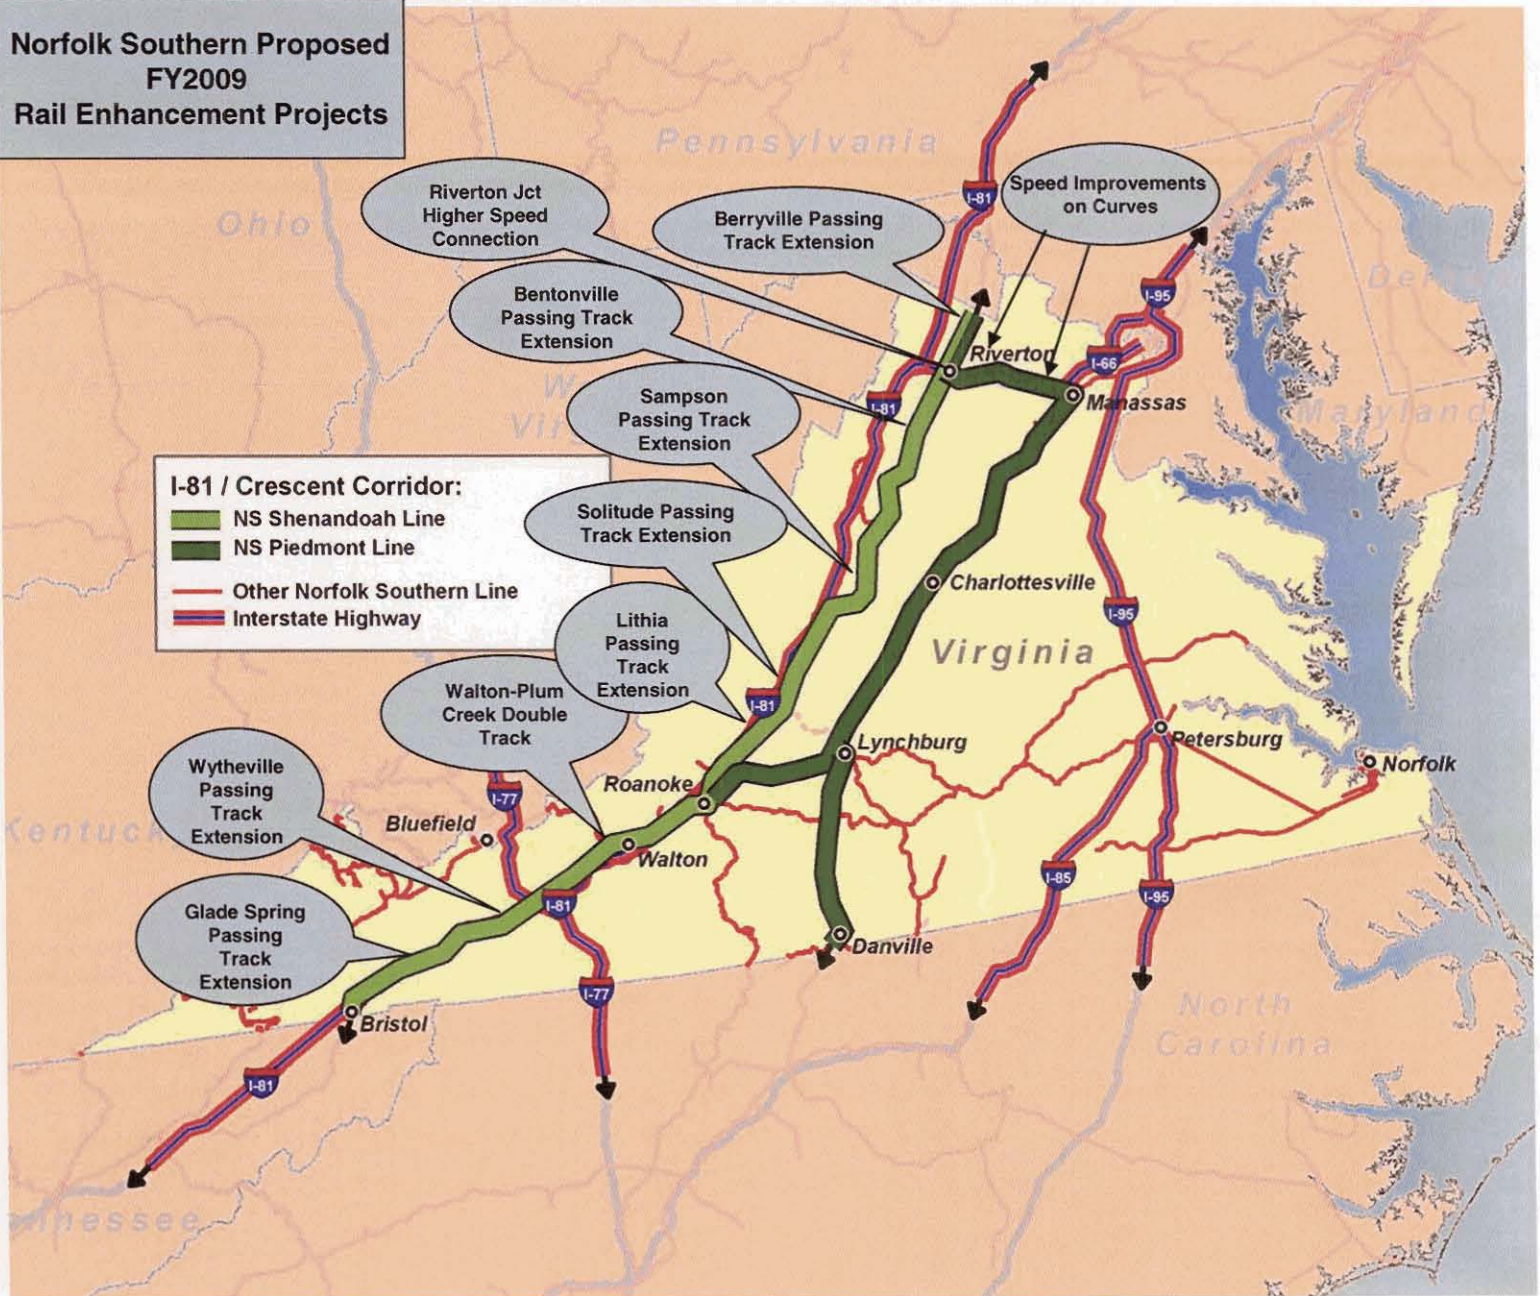 Norfolk Southern Proposed
FY2009
Rail Enhancement Projects
Pennsylvania
Ohio
Riverton Jct
Higher Speed
Connection
Berryville Passing
Track Extension
Speed Improvements
on Curves
I-81
I-95
Bentonville
Passing Track
Extension
Riverton
I-66
Manassas
Maryland
I-81
Sampson
Passing Track
Extension
I-81 / Crescent Corridor:
NS Shenandoah Line
NS Piedmont Line
Other Norfolk Southern Line
Interstate Highway
Solitude Passing
Track Extension
Charlottesville
I-95
Virginia
Lithia
Passing
Track
Extension
I-81
Walton-Plum
Creek Double
Track
Lynchburg
Petersburg
Norfolk
Roanoke
I-77
Wytheville
Passing
Track
Extension
Bluefield
Walton
I-85
I-95
I-81
Glade Spring
Passing
Track
Extension
Danville
I-77
North
Carolina
Bristol
I-81